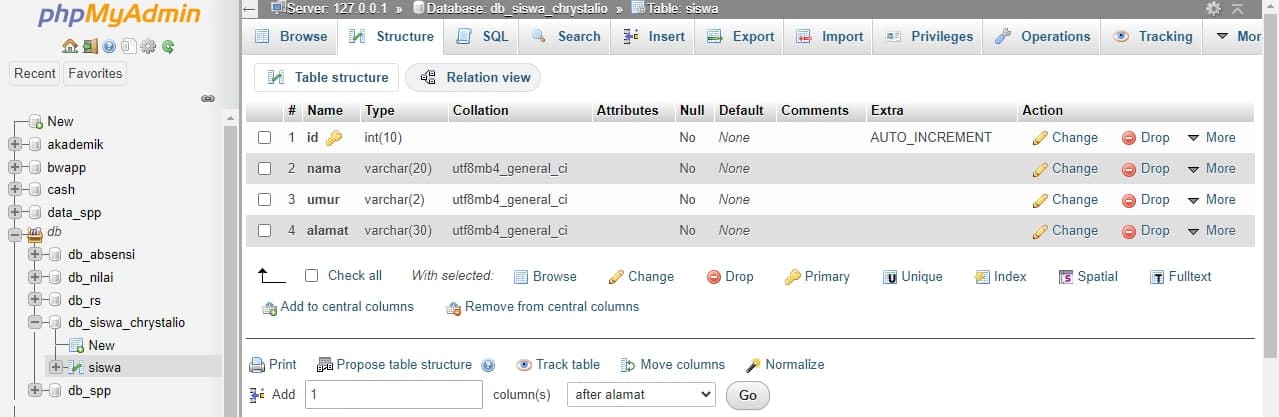 phpMyAdmin
Recent Favorites
New
akademik
bwapp
cash
data_spp
db
db_absensi
db_nilai
db_rs
db_siswa_chrystalio
New
siswa
db_spp
Server: 127.0.0.1 » Database: db_siswa_chrystalio » Table: siswa
Browse Structure SQL Search Insert Export Import Privileges Operations Tracking Mor
Table structure Relation view
# Name Type Collation Attributes Null Default Comments Extra Action
1 id int(10) No None AUTO_INCREMENT Change Drop More
2 nama varchar(20) utf8mb4_general_ci No None Change Drop More
3 umur varchar(2) utf8mb4_general_ci No None Change Drop More
4 alamat varchar(30) utf8mb4_general_ci No None Change Drop More
Check all With selected: Browse Change Drop Primary Unique Index Spatial Fulltext
Add to central columns Remove from central columns
Print Propose table structure Track table Move columns Normalize
Add 1 column(s) after alamat Go